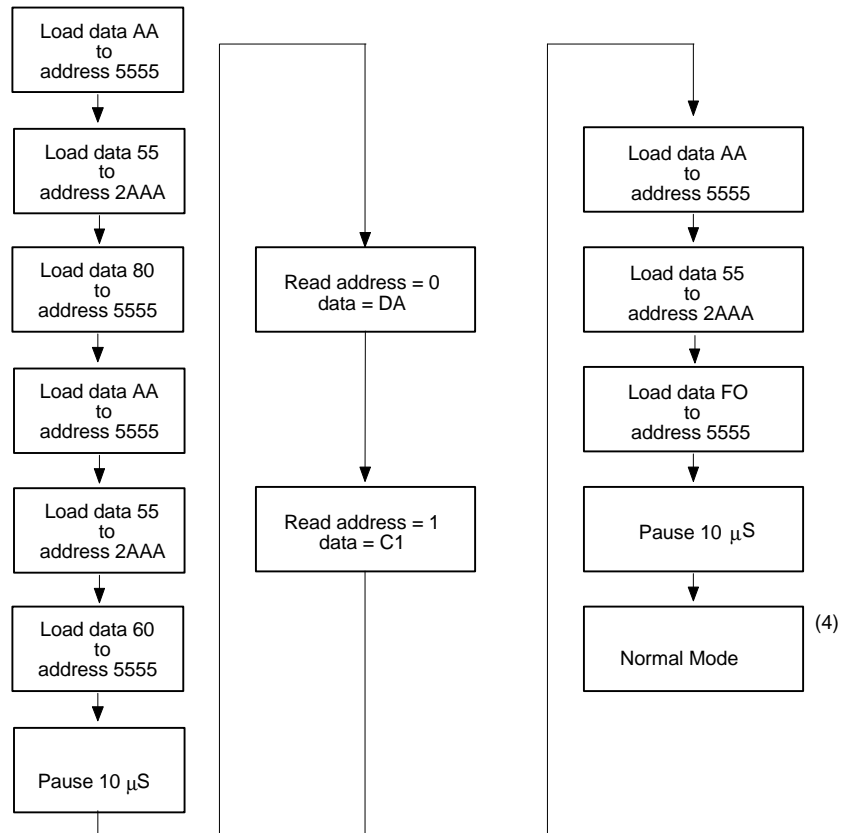 Load data AA
to
address 5555
Load data 55
to
address 2AAA
Load data 80
to
address 5555
Load data AA
to
address 5555
Load data 55
to
address 2AAA
Load data 60
to
address 5555
Pause 10 μS
Read address = 0
data = DA
Read address = 1
data = C1
Load data AA
to
address 5555
Load data 55
to
address 2AAA
Load data FO
to
address 5555
Pause 10 μS
Normal Mode
(4)